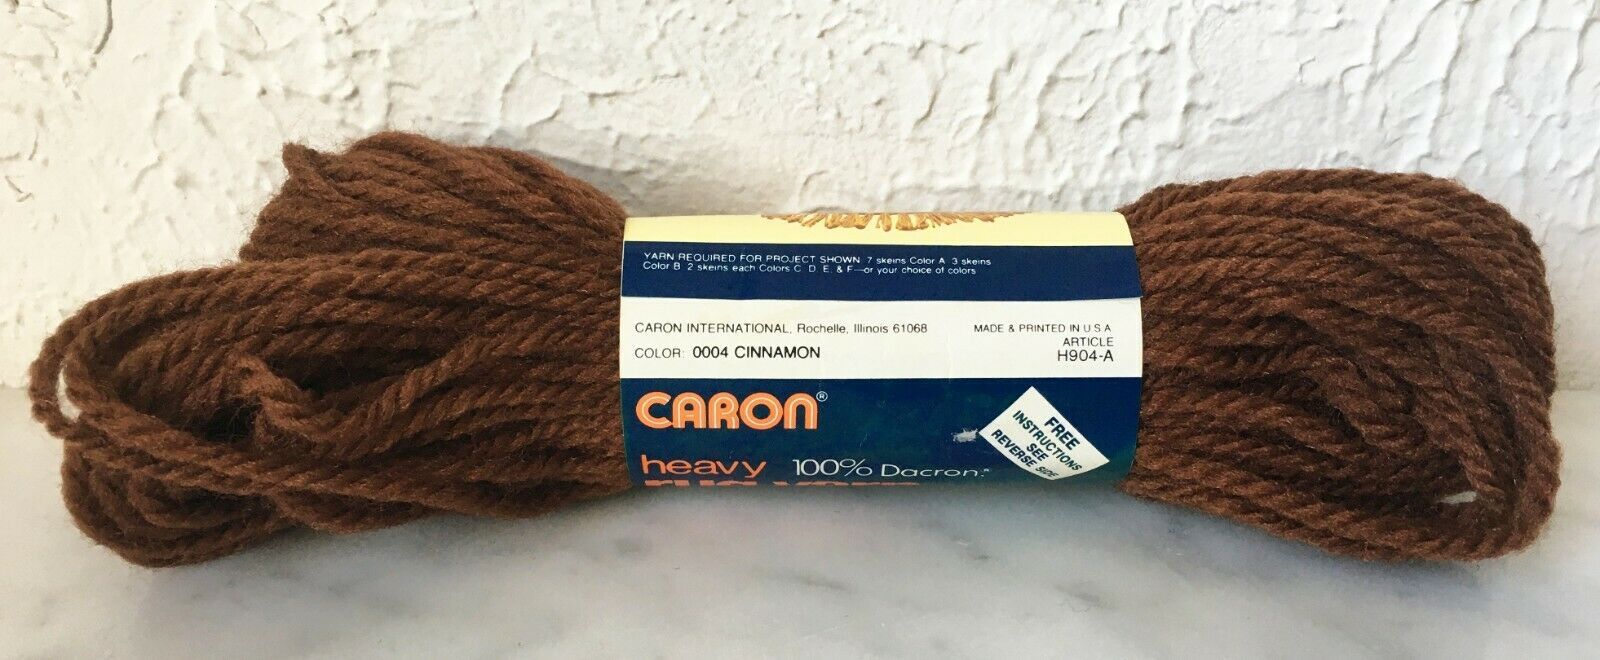 YARN REQUIRED FOR PROJECT SHOWN 7 skeins Color A 3 skeins
Color B 2 skeins each Colors C. D. E. & F—or your choice of colors
CARON INTERNATIONAL, Rochelle, Illinois 61068
COLOR: 0004 CINNAMON
MADE & PRINTED IN U S A
ARTICLE
H904-A
CARON®
heavy 100% Dacron.*
FREE
INSTRUCTIONS
SEE
REVERSE SIDE